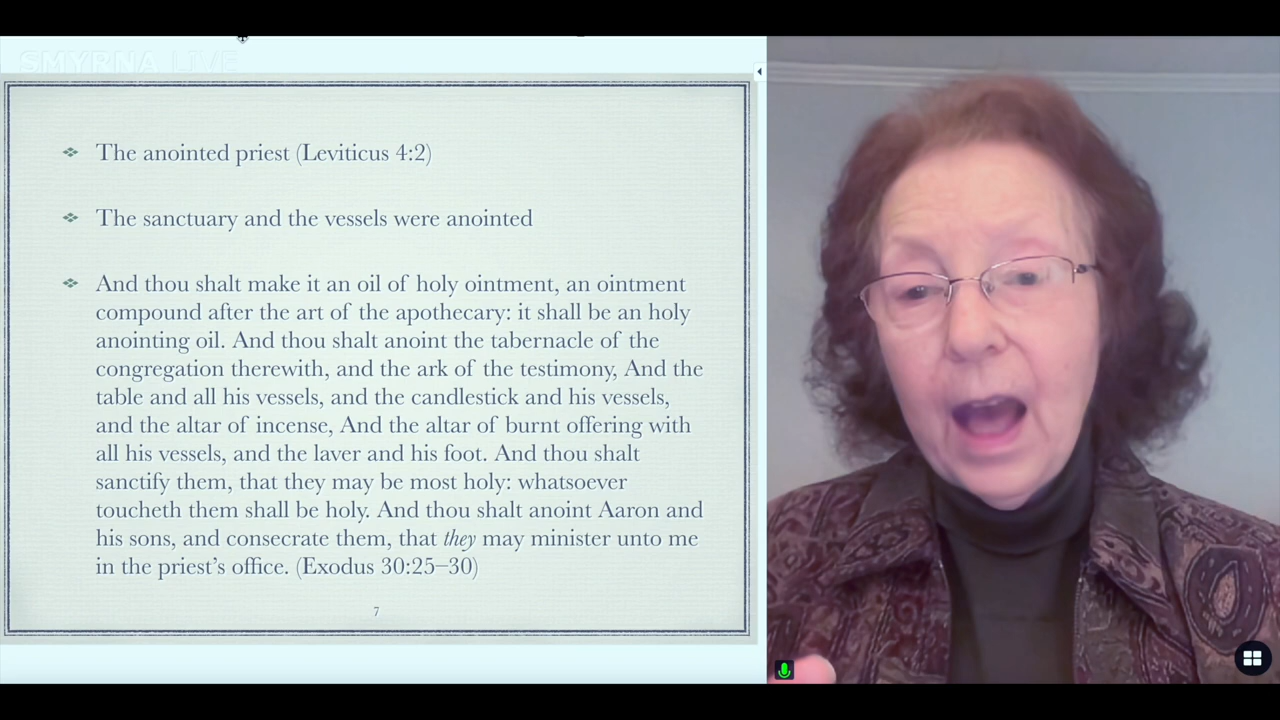 SMYRNA LIVE
The anointed priest (Leviticus 4:2)
The sanctuary and the vessels were anointed
And thou shalt make it an oil of holy ointment, an ointment
compound after the art of the apothecary: it shall be an holy
anointing oil. And thou shalt anoint the tabernacle of the
congregation therewith, and the ark of the testimony, And the
table and all his vessels, and the candlestick and his vessels,
and the altar of incense, And the altar of burnt offering with
all his vessels, and the laver and his foot. And thou shalt
sanctify them, that they may be most holy: whatsoever
toucheth them shall be holy. And thou shalt anoint Aaron and
his sons, and consecrate them, that they may minister unto me
in the priest's office. (Exodus 30:25–30)
7